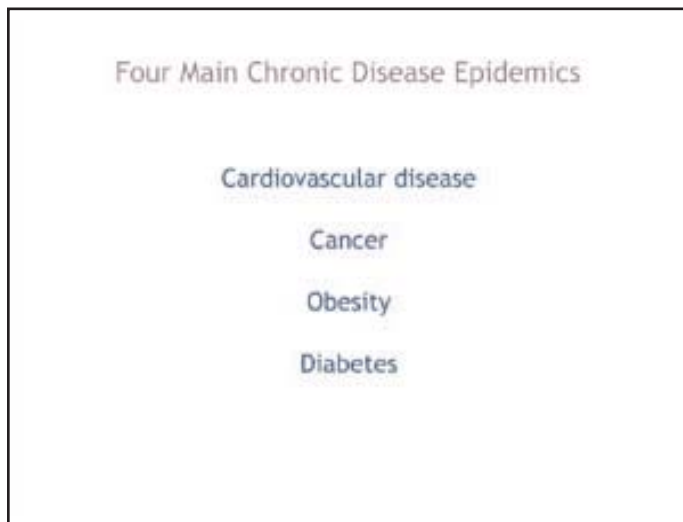 Four Main Chronic Disease Epidemics
Cardiovascular disease
Cancer
Obesity
Diabetes